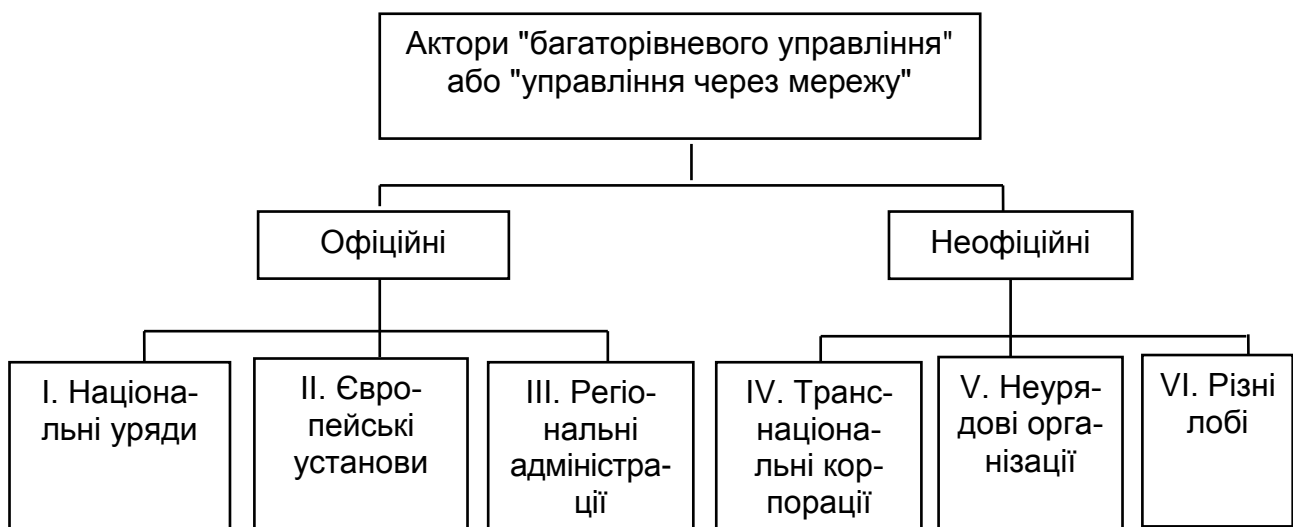 Актори "багаторівневого управління"
або "управління через мережу"
Офіційні
Неофіційні
I. Націона-
льні уряди
II. Євро-
пейські
установи
III. Регіо-
нальні
адміністра-
ції
IV. Транс-
націона-
льні кор-
порації
V. Неуря-
дові орга-
нізації
VI. Різні
лобі